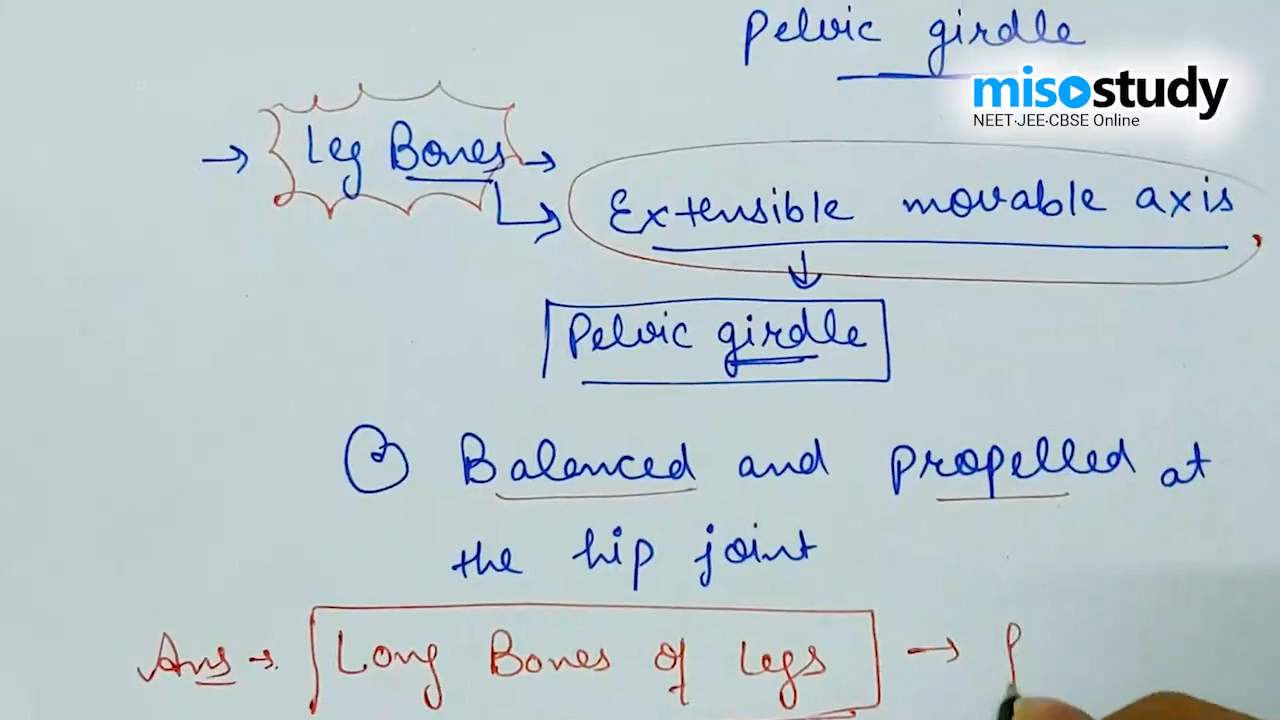 Pelvic girdle
misostudy
NEET·JEE·CBSE Online
→ Leg Bones →
Extensible movable axis
Pelvic girdle
Balanced and propelled at
the hip joint
Ans → Long Bones of Legs → P